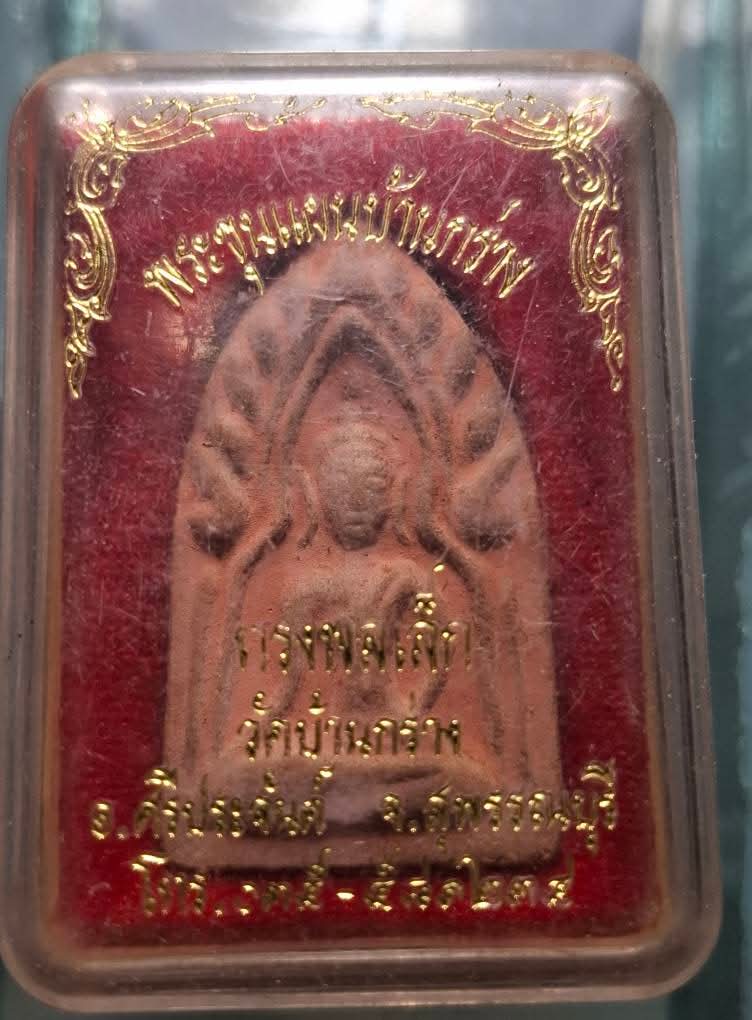 พระขุนแผนบ้านกร่าง
ทรงพลเล็ก
วัดบ้านกร่าง
อ.ศรีประจันต์ จ.สุพรรณบุรี
โทร.